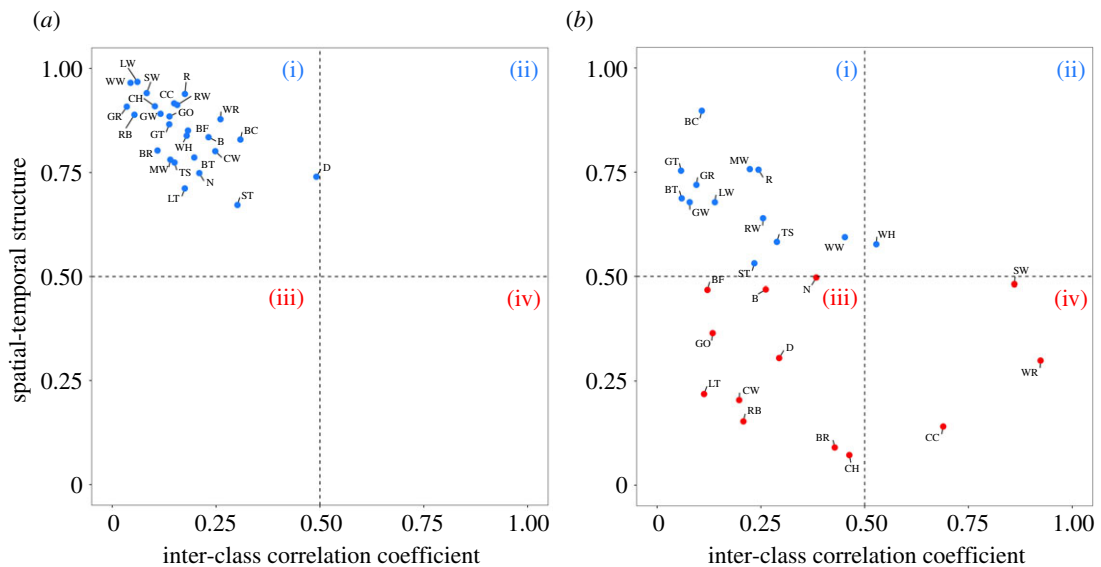 (a)
(b)
1.00
0.75
0.50
0.25
0
spatial-temporal structure
(i)
(ii)
(iii)
(iv)
LW
WW
SW
R
CH
CC
RW
GR
GW
GO
WR
RB
GT
BF
B
BC
WH
BR
CW
MW
TS
BT
N
D
LT
ST
0
0.25
0.50
0.75
1.00
inter-class correlation coefficient
1.00
0.75
0.50
0.25
0
(i)
(ii)
(iii)
(iv)
BC
GT
GR
MW
R
BT
GW
LW
RW
TS
WW
WH
ST
BF
B
N
SW
GO
D
WR
LT
CW
RB
BR
CH
CC
0
0.25
0.50
0.75
1.00
inter-class correlation coefficient